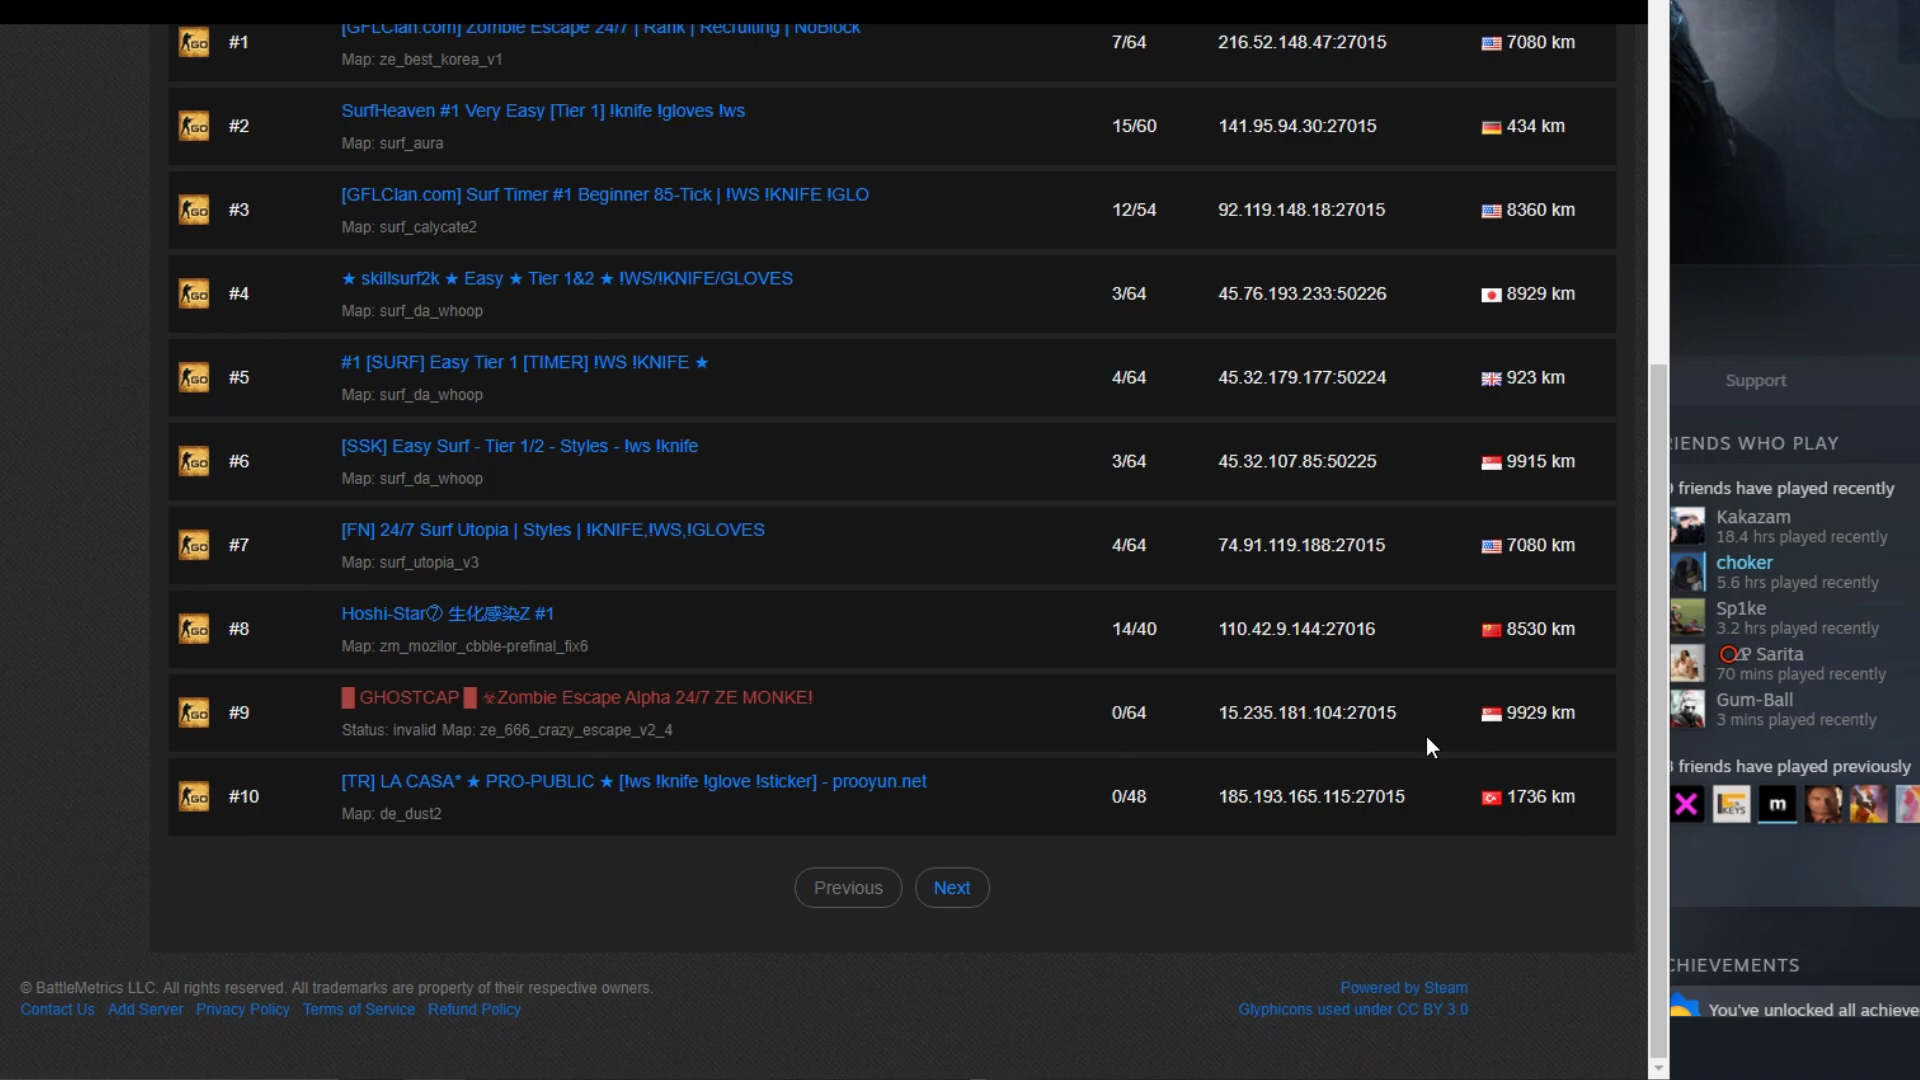 #1 [GFLClan.com] Zombie Escape 24/7 | Rank | Recruiting | NoBlock 7/64 216.52.148.47:27015 7080 km
Map: ze_best_korea_v1
#2 SurfHeaven #1 Very Easy [Tier 1] !knife !gloves !ws 15/60 141.95.94.30:27015 434 km
Map: surf_aura
#3 [GFLClan.com] Surf Timer #1 Beginner 85-Tick | !WS !KNIFE !GLO 12/54 92.119.148.18:27015 8360 km
Map: surf_calycate2
#4 ★ skillsurf2k ★ Easy ★ Tier 1&2 ★ !WS/!KNIFE/GLOVES 3/64 45.76.193.233:50226 8929 km
Map: surf_da_whoop
#5 #1 [SURF] Easy Tier 1 [TIMER] !WS !KNIFE ★ 4/64 45.32.179.177:50224 923 km
Map: surf_da_whoop
#6 [SSK] Easy Surf - Tier 1/2 - Styles - !ws !knife 3/64 45.32.107.85:50225 9915 km
Map: surf_da_whoop
#7 [FN] 24/7 Surf Utopia | Styles | !KNIFE,!WS,!GLOVES 4/64 74.91.119.188:27015 7080 km
Map: surf_utopia_v3
#8 Hoshi-Star⑦ 生化感染Z #1 14/40 110.42.9.144:27016 8530 km
Map: zm_mozilor_cbble-prefinal_fix6
#9 █ GHOSTCAP █ ☣Zombie Escape Alpha 24/7 ZE MONKE! 0/64 15.235.181.104:27015 9929 km
Status: invalid Map: ze_666_crazy_escape_v2_4
#10 [TR] LA CASA* ★ PRO-PUBLIC ★ [!ws !knife !glove !sticker] - prooyun.net 0/48 185.193.165.115:27015 1736 km
Map: de_dust2
Previous Next
© BattleMetrics LLC. All rights reserved. All trademarks are property of their respective owners.
Contact Us Add Server Privacy Policy Terms of Service Refund Policy
Powered by Steam
Glyphicons used under CC BY 3.0
Support
IENDS WHO PLAY
friends have played recently
Kakazam
18.4 hrs played recently
choker
5.6 hrs played recently
Sp1ke
3.2 hrs played recently
Sarita
70 mins played recently
Gum-Ball
3 mins played recently
friends have played previously
KEYS
m
CHIEVEMENTS
You've unlocked all achieve